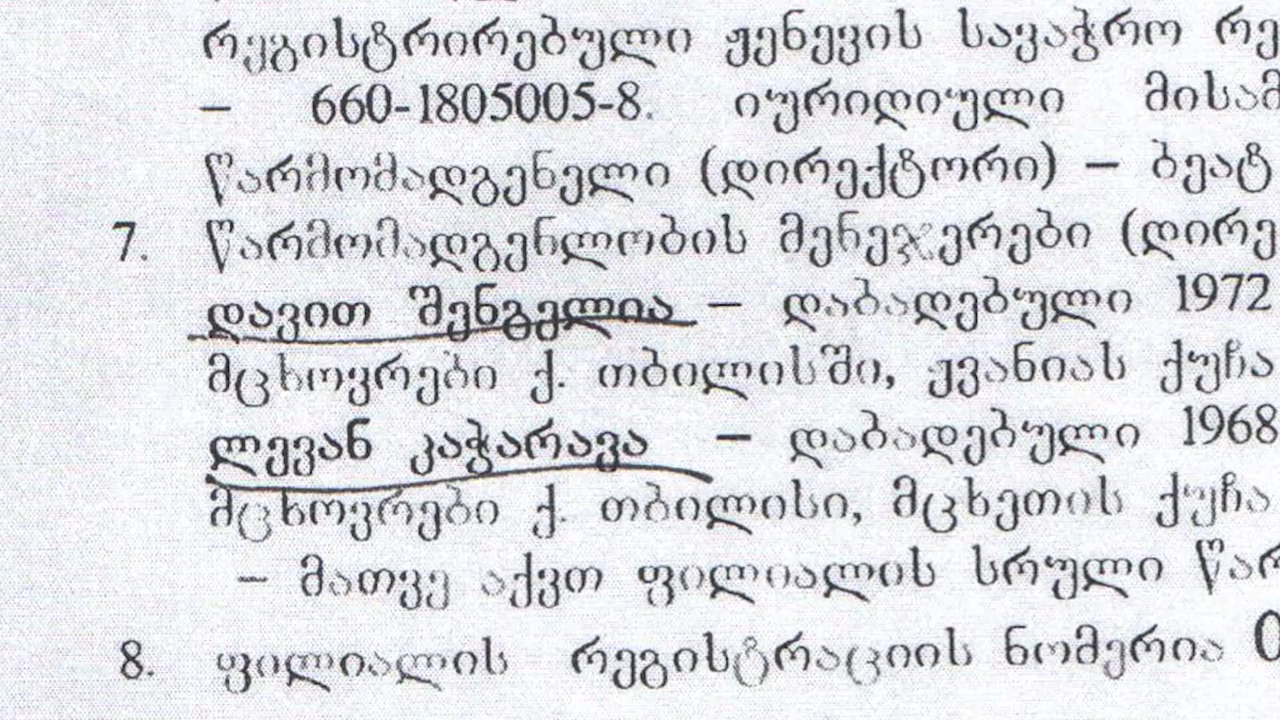 რეგისტრირებული ჟენევის სავაჭრო რე
– 660-1805005-8. იურიდიული მისამ
წარმომადგენელი (დირექტორი) – ბეატ
7. წარმომადგენლობის მენეჯერები (დირე
დავით შენგელია – დაბადებული 1972
მცხოვრები ქ. თბილისში, ჟვანიას ქუჩა
ლევან კაჭარავა – დაბადებული 1968
მცხოვრები ქ. თბილისი, მცხეთის ქუჩა
– მათვე აქვთ ფილიალის სრული წარ
8. ფილიალის რეგისტრაციის ნომერია 0